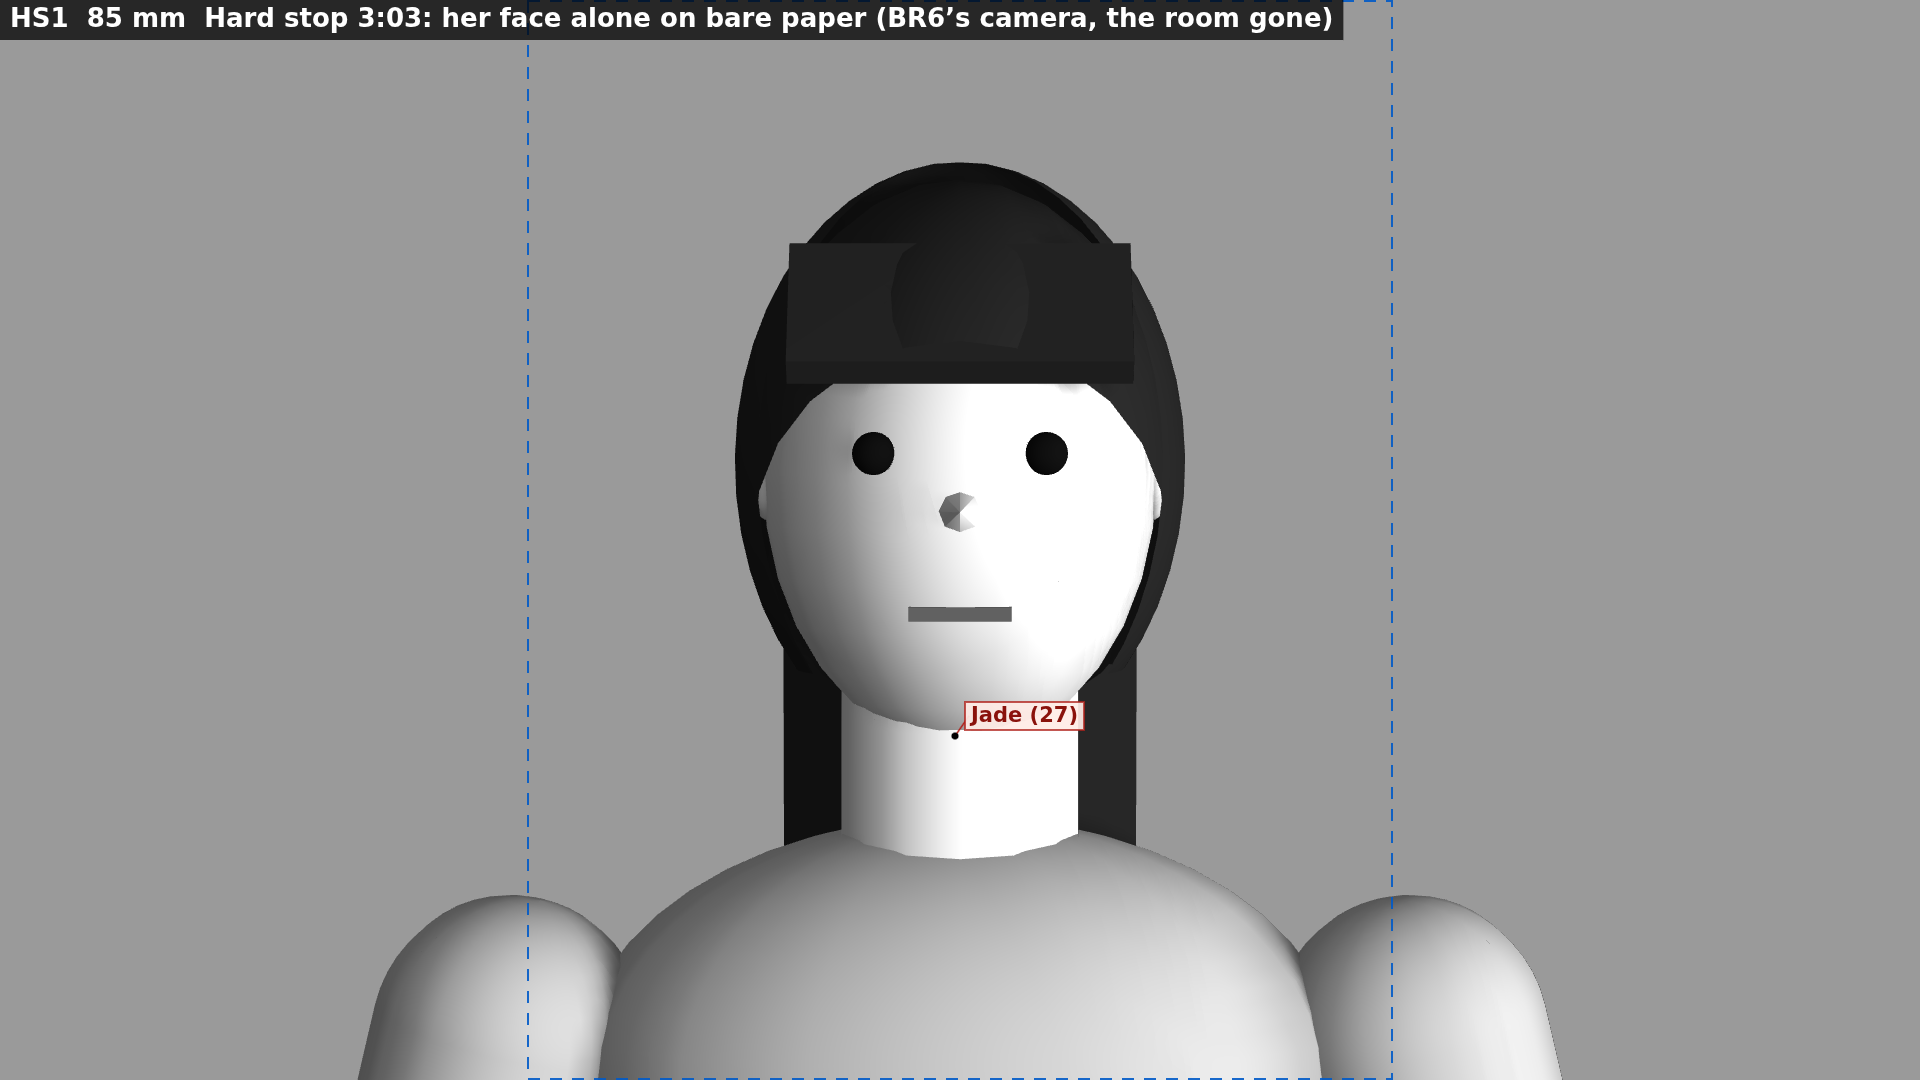 HS1  85 mm  Hard stop 3:03: her face alone on bare paper (BR6’s camera, the room gone)
Jade (27)